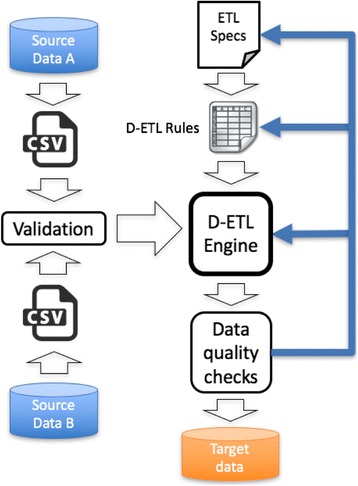 Source
Data A
CSV
Validation
CSV
Source
Data B
ETL
Specs
D-ETL Rules
D-ETL
Engine
Data
quality
checks
Target
data